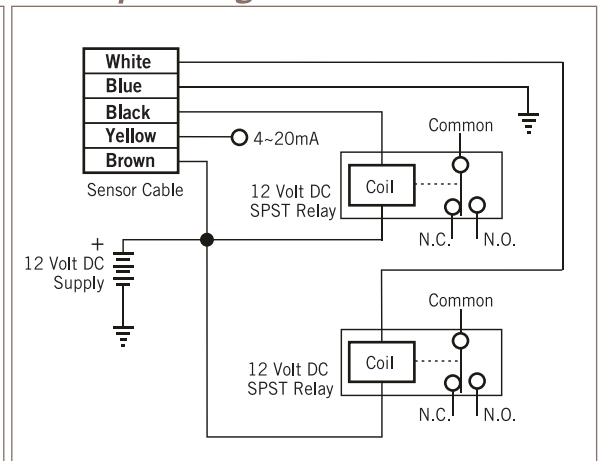 White
Blue
Black
Yellow
Brown
Sensor Cable
4~20mA
Common
Coil
12 Volt DC
SPST Relay
N.C.
N.O.
+
12 Volt DC
Supply
Common
Coil
12 Volt DC
SPST Relay
N.C.
N.O.